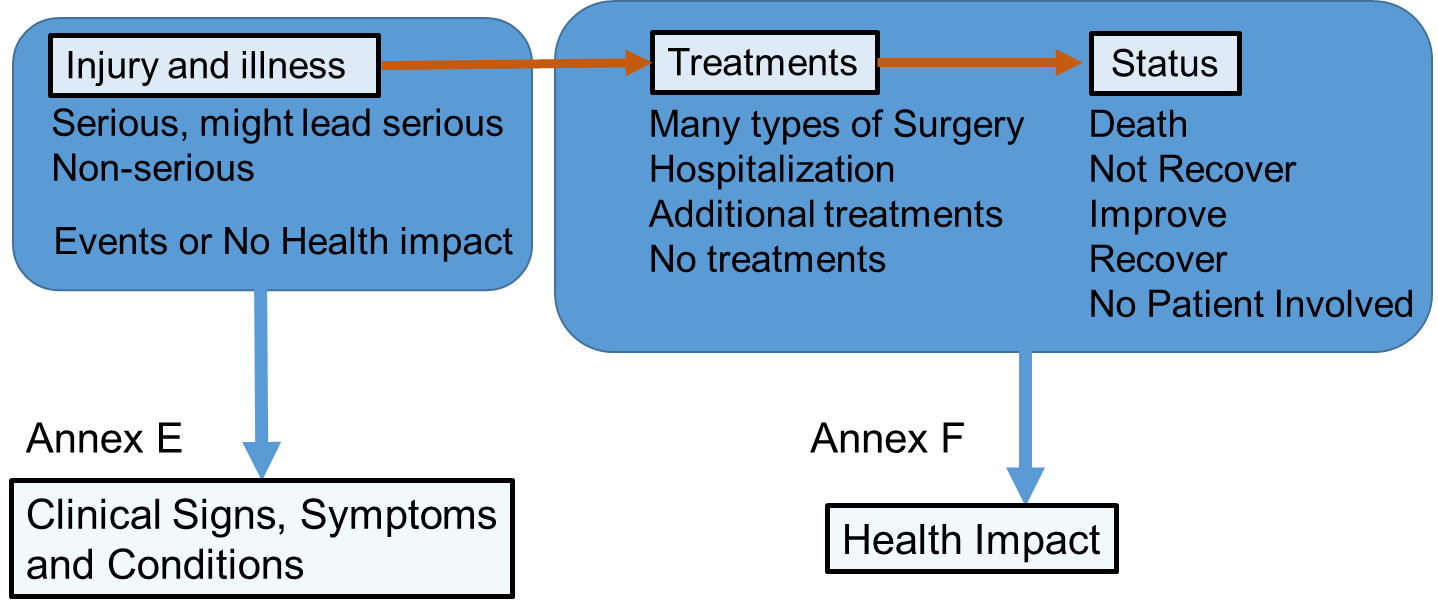 Injury and illness
Serious, might lead serious
Non-serious
Events or No Health impact
Treatments
Many types of Surgery
Hospitalization
Additional treatments
No treatments
Status
Death
Not Recover
Improve
Recover
No Patient Involved
Annex E
Clinical Signs, Symptoms
and Conditions
Annex F
Health Impact